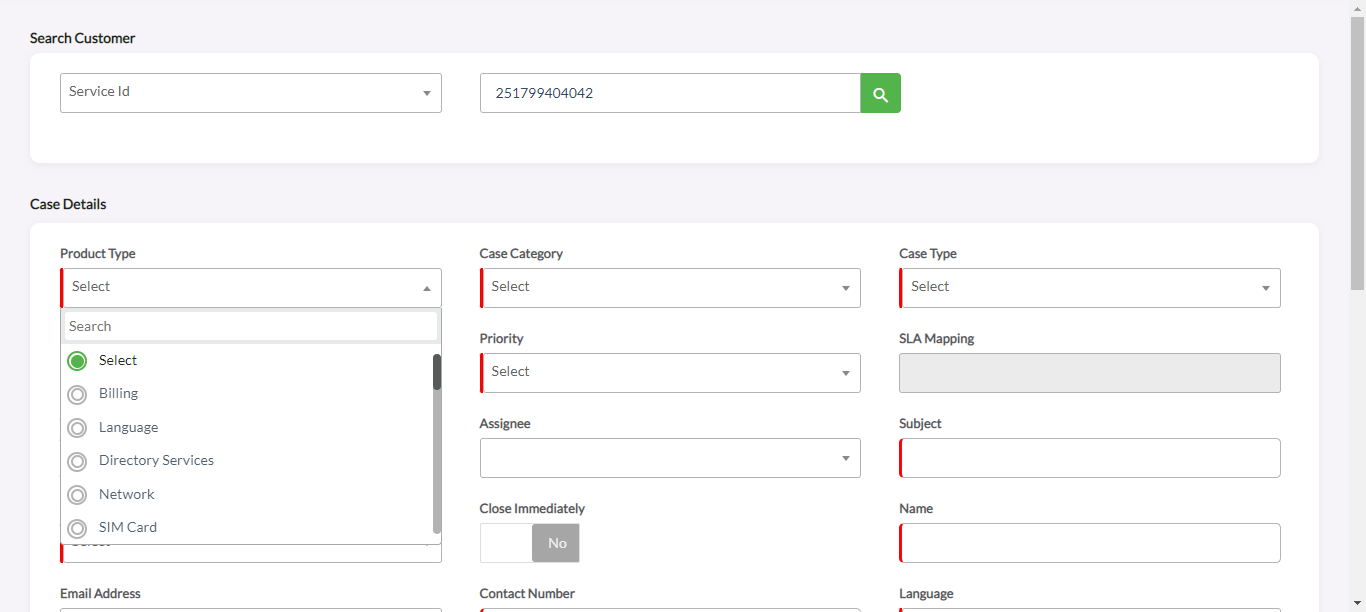 Search Customer
Service Id
251799404042
Case Details
Product Type
Case Category
Case Type
Select
Select
Select
Search
Priority
SLA Mapping
Select
Select
Billing
Language
Assignee
Subject
Directory Services
Network
Close Immediately
Name
SIM Card
No
Email Address
Contact Number
Language